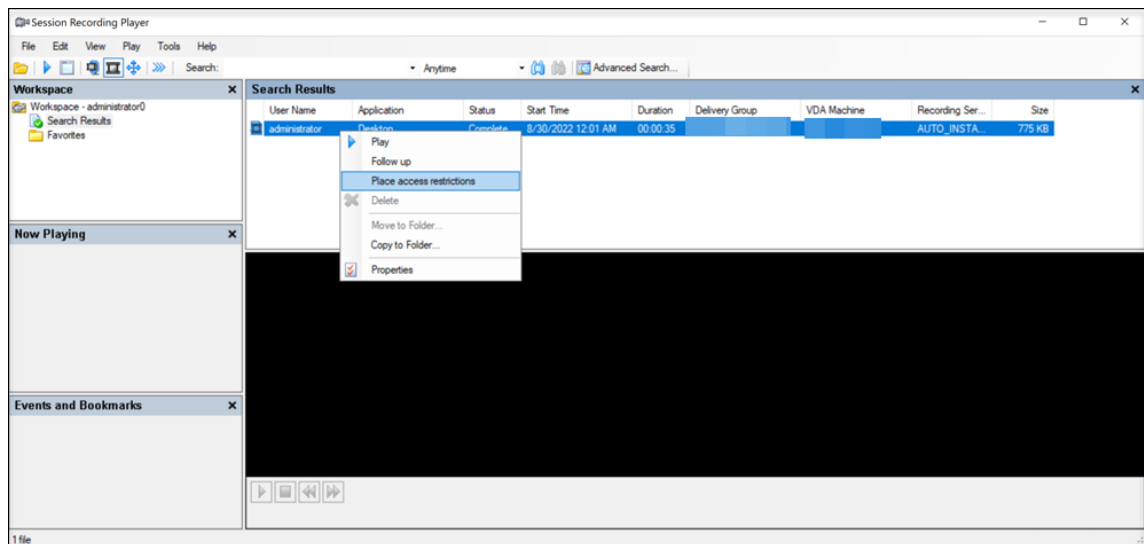 Session Recording Player
File Edit View Play Tools Help
Search: Anytime Advanced Search...
Workspace
Workspace - administrator0
Search Results
Favorites
Search Results
User Name Application Status Start Time Duration Delivery Group VDA Machine Recording Ser... Size
administrator Desktop Complete 8/30/2022 12:01 AM 00:00:35 AUTO_INSTA... 775 KB
Play
Follow up
Place access restrictions
Delete
Move to Folder...
Copy to Folder...
Properties
Now Playing
Events and Bookmarks
1 file